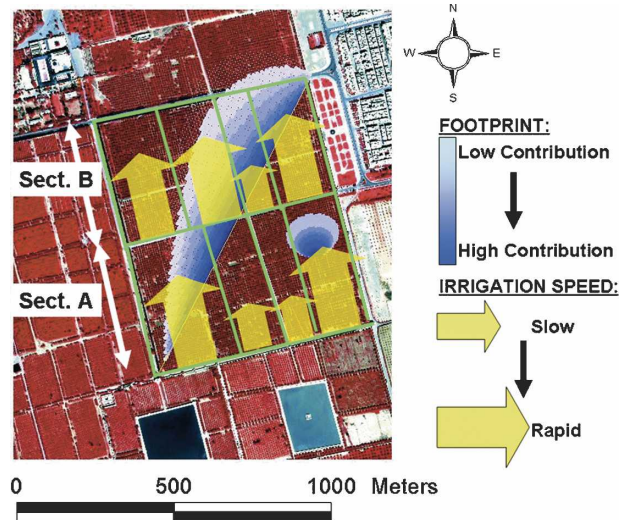 N
W E
S
FOOTPRINT:
Low Contribution
High Contribution
IRRIGATION SPEED:
Slow
Rapid
Sect. B
Sect. A
0 500 1000 Meters